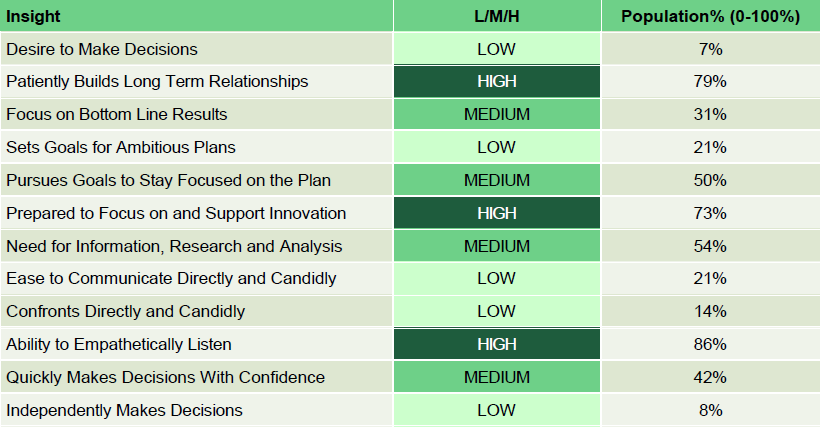 Insight L/M/H Population% (0-100%)
Desire to Make Decisions LOW 7%
Patiently Builds Long Term Relationships HIGH 79%
Focus on Bottom Line Results MEDIUM 31%
Sets Goals for Ambitious Plans LOW 21%
Pursues Goals to Stay Focused on the Plan MEDIUM 50%
Prepared to Focus on and Support Innovation HIGH 73%
Need for Information, Research and Analysis MEDIUM 54%
Ease to Communicate Directly and Candidly LOW 21%
Confronts Directly and Candidly LOW 14%
Ability to Empathetically Listen HIGH 86%
Quickly Makes Decisions With Confidence MEDIUM 42%
Independently Makes Decisions LOW 8%